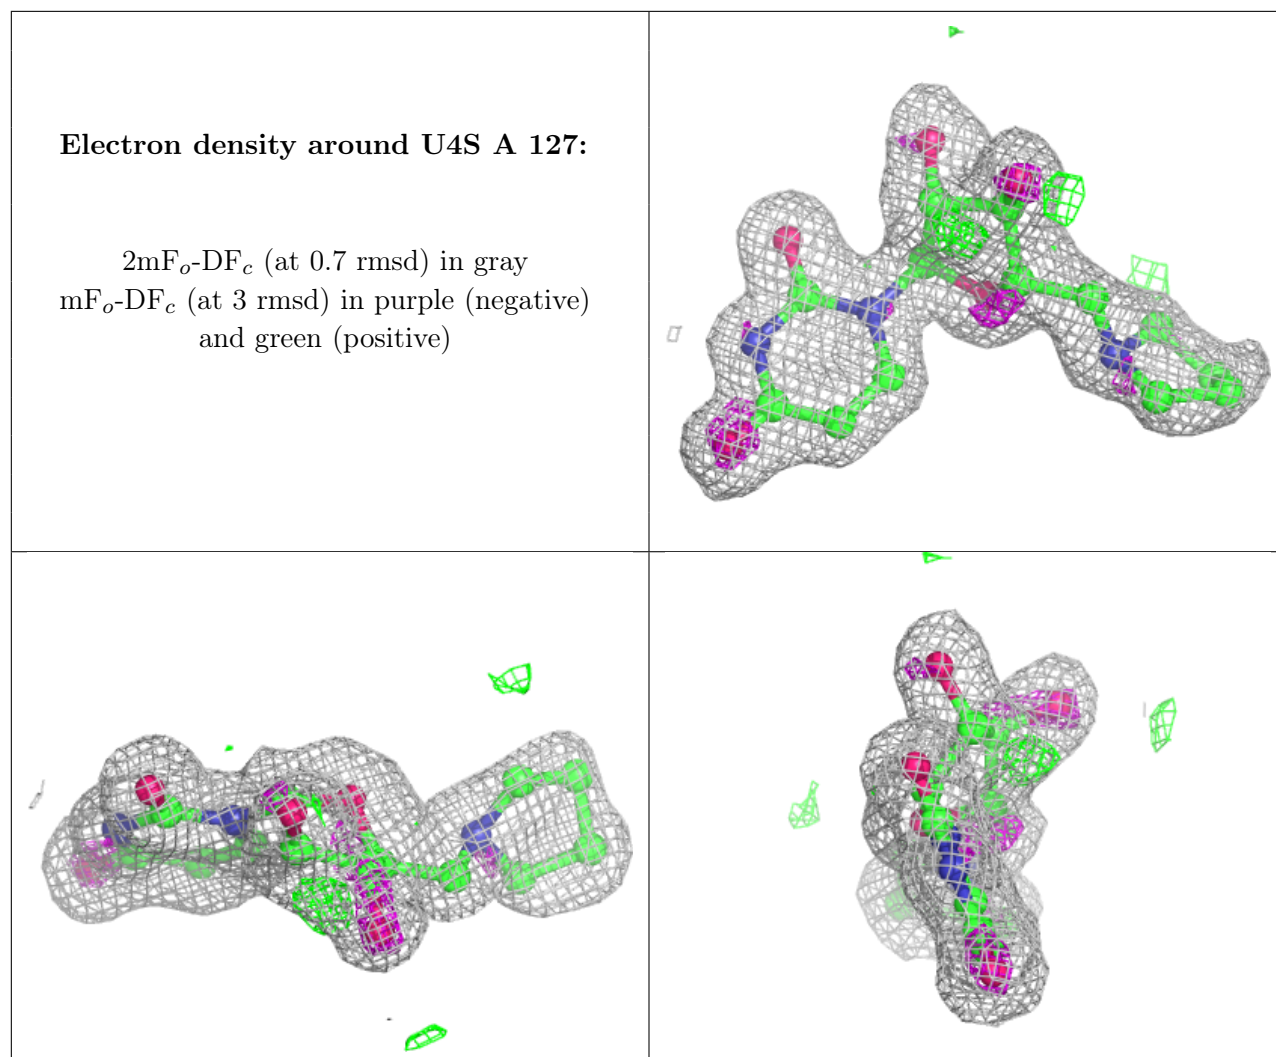 Electron density around U4S A 127:
2mFo-DFc (at 0.7 rmsd) in gray
mFo-DFc (at 3 rmsd) in purple (negative)
and green (positive)